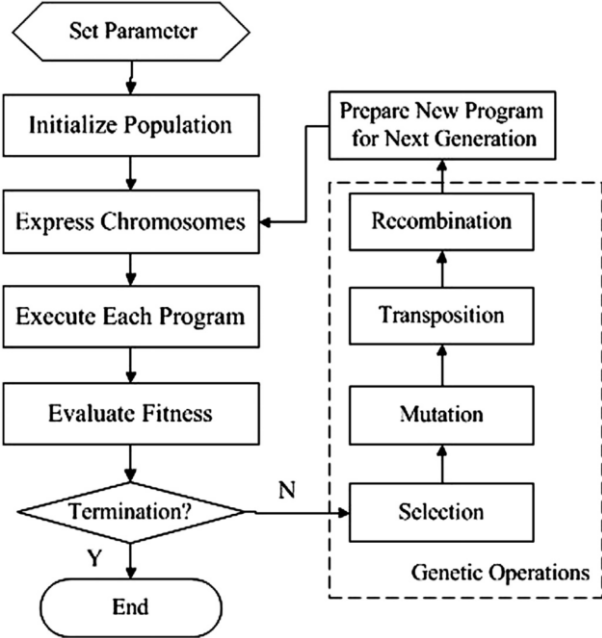 Set Parameter
Initialize Population
Express Chromosomes
Execute Each Program
Evaluate Fitness
Termination?
N
Y
End
Prepare New Program
for Next Generation
Recombination
Transposition
Mutation
Selection
Genetic Operations